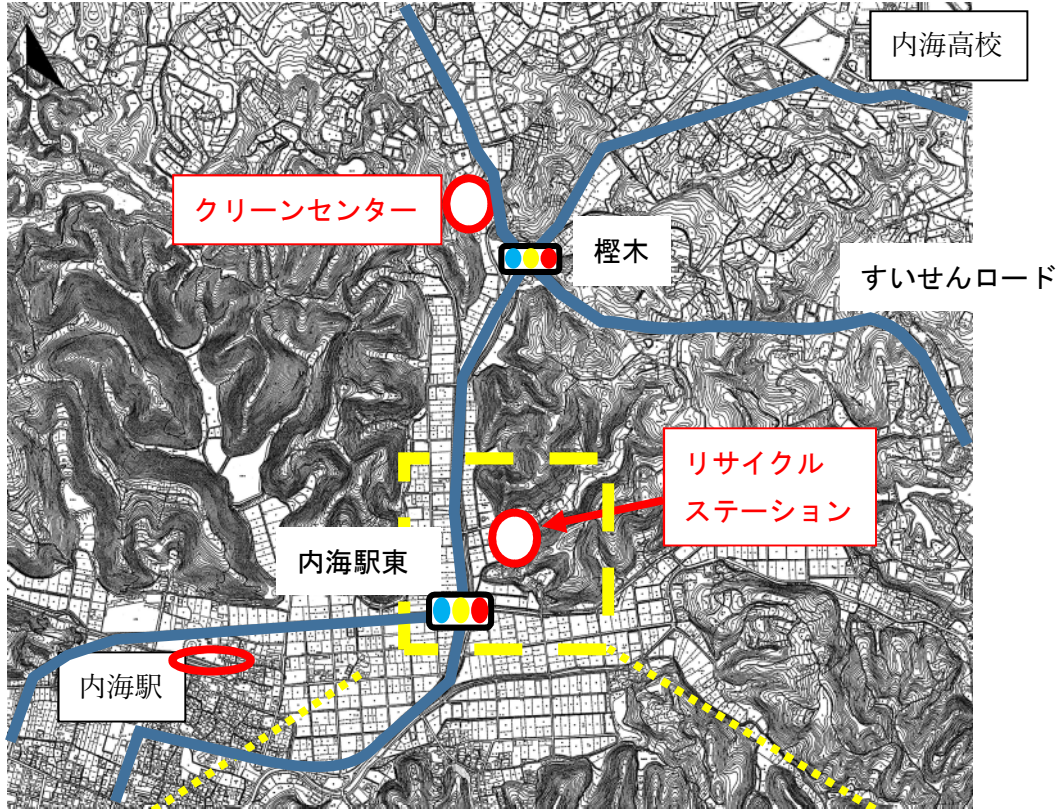 内海高校
クリーンセンター
樫木
すいせんロード
リサイクル
ステーション
内海駅東
内海駅